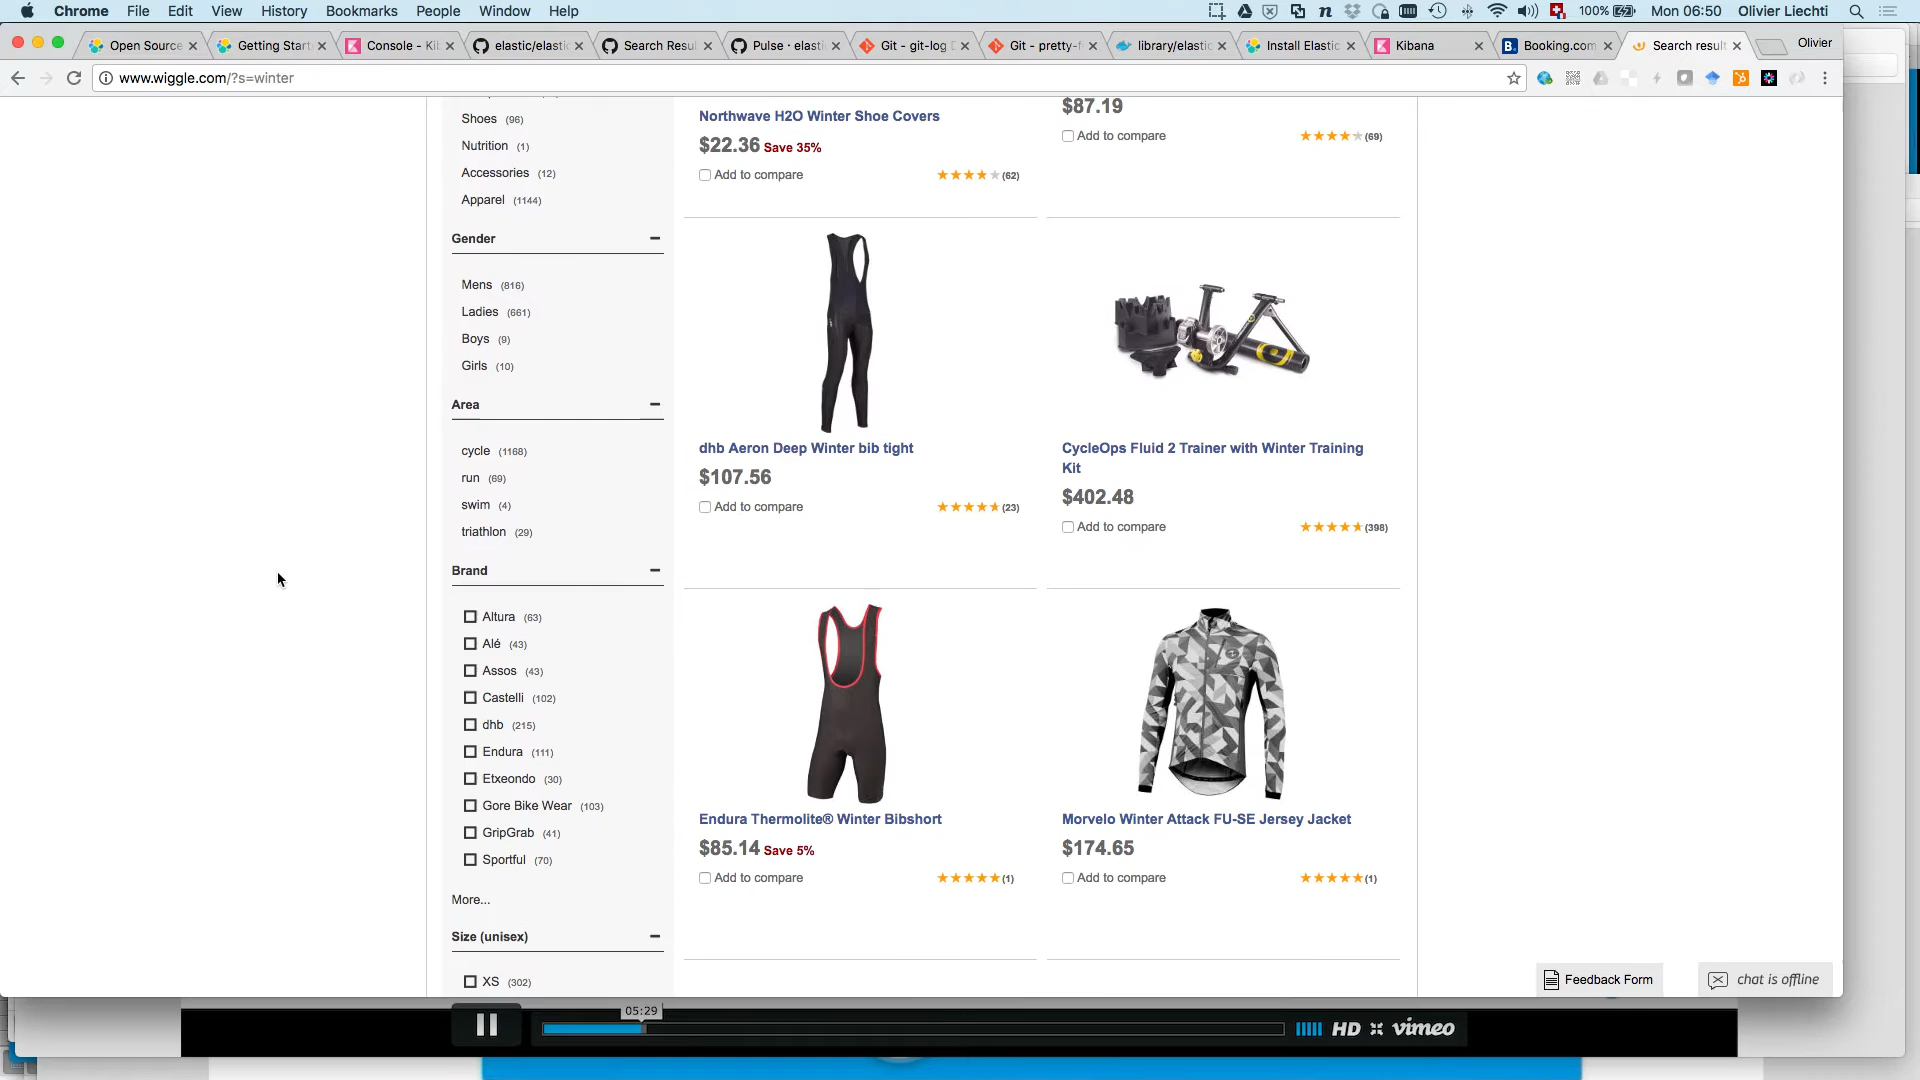 Chrome File Edit View History Bookmarks People Window Help
100% Mon 06:50 Olivier Liechti
Open Source
Getting Start
Console - Kib
elastic/elastic
Search Resul
Pulse · elasti
Git - git-log D
Git - pretty-f
library/elastic
Install Elastic
Kibana
Booking.com
Search result
Olivier
www.wiggle.com/?s=winter
Shoes (96)
Nutrition (1)
Accessories (12)
Apparel (1144)
Gender
Mens (816)
Ladies (661)
Boys (9)
Girls (10)
Area
cycle (1168)
run (69)
swim (4)
triathlon (29)
Brand
Altura (63)
Alé (43)
Assos (43)
Castelli (102)
dhb (215)
Endura (111)
Etxeondo (30)
Gore Bike Wear (103)
GripGrab (41)
Sportful (70)
More...
Size (unisex)
XS (302)
Northwave H2O Winter Shoe Covers
$22.36 Save 35%
Add to compare (62)
$87.19
Add to compare (69)
dhb Aeron Deep Winter bib tight
$107.56
Add to compare (23)
CycleOps Fluid 2 Trainer with Winter Training
Kit
$402.48
Add to compare (398)
Endura Thermolite® Winter Bibshort
$85.14 Save 5%
Add to compare (1)
Morvelo Winter Attack FU-SE Jersey Jacket
$174.65
Add to compare (1)
Feedback Form
chat is offline
05:29
HD vimeo